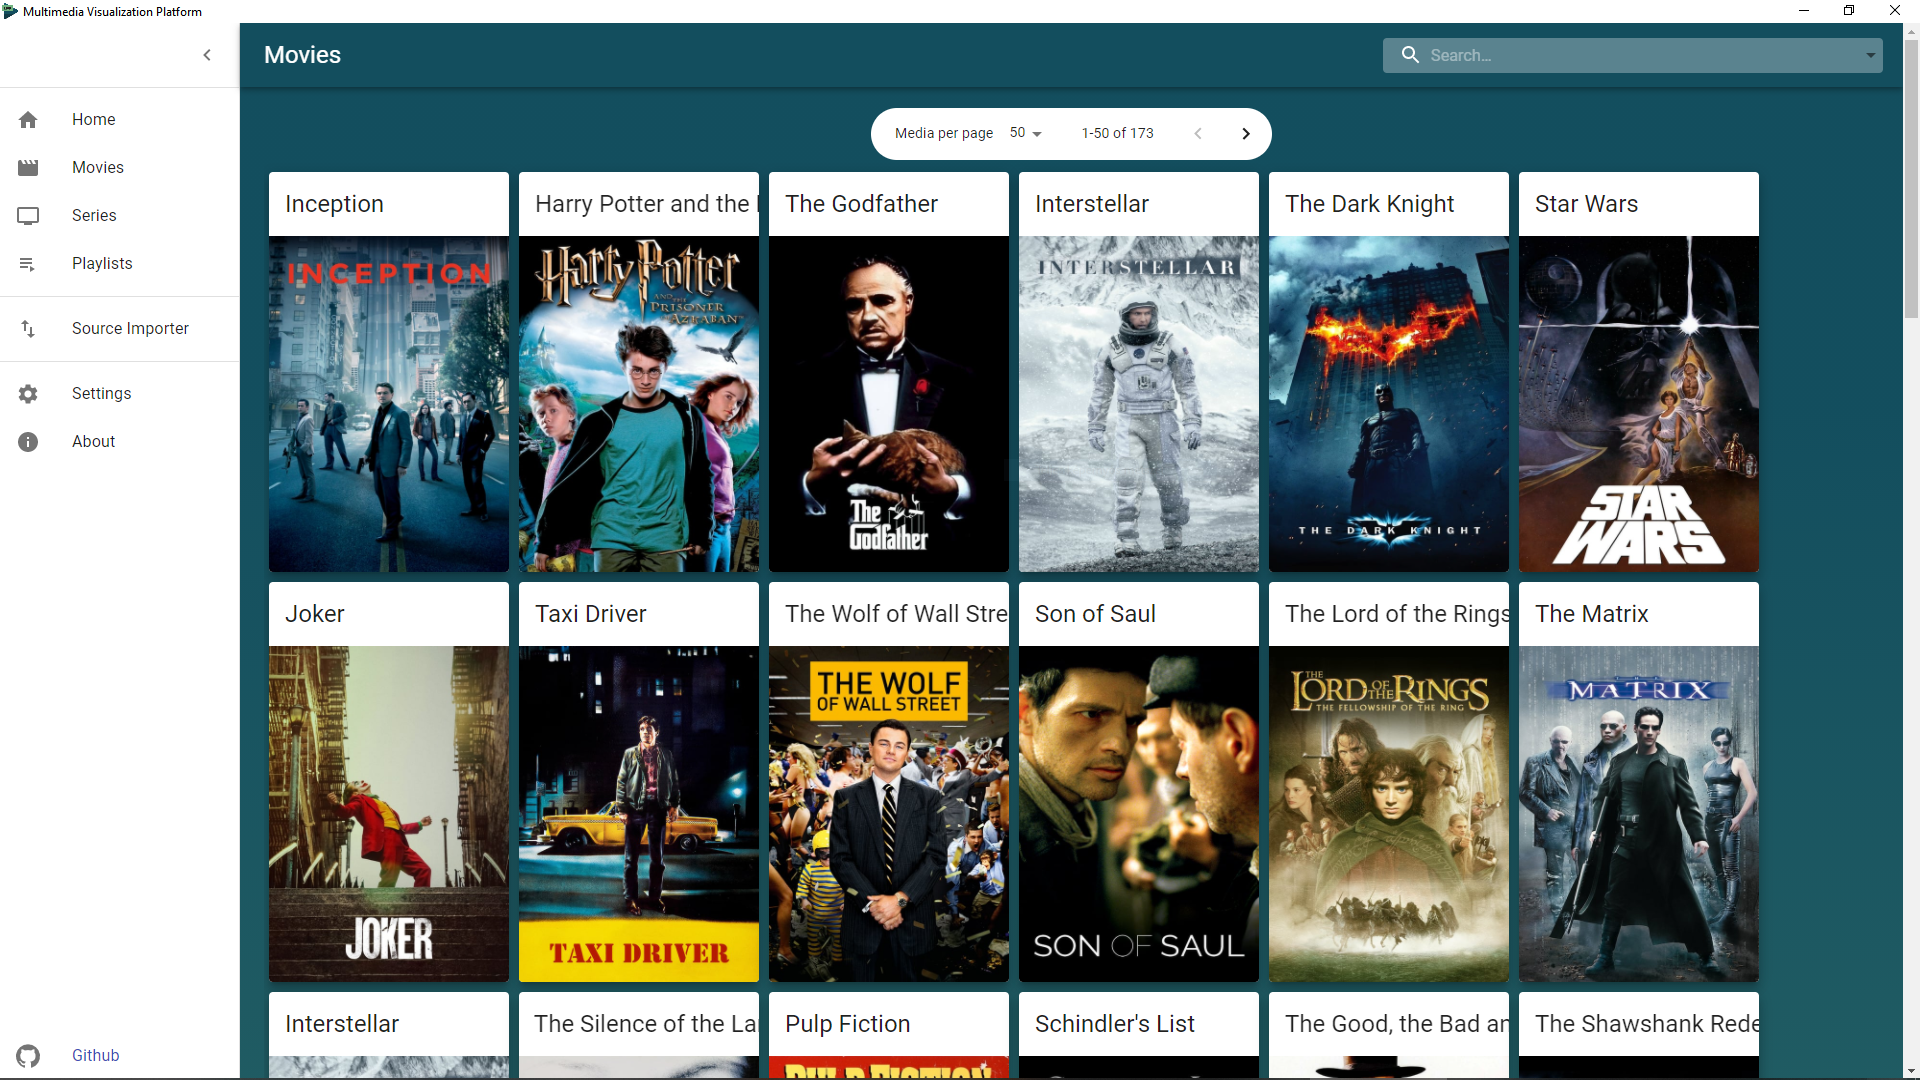 Multimedia Visualization Platform
Movies
Search...
Home
Movies
Series
Playlists
Source Importer
Settings
About
Github
Media per page 50 1-50 of 173
Inception
Harry Potter and the
The Godfather
Interstellar
The Dark Knight
Star Wars
INCEPTION
Harry Potter
AND THE
PRISONER
OF AZKABAN
The
Godfather
INTERSTELLAR
THE DARK KNIGHT
STAR
WARS
Joker
Taxi Driver
The Wolf of Wall Stre
Son of Saul
The Lord of the Rings
The Matrix
JOKER
TAXI DRIVER
THE WOLF
OF WALL STREET
SON OF SAUL
THE
LORD OF THE RINGS
THE FELLOWSHIP OF THE RING
THE
MATRIX
Interstellar
The Silence of the La
Pulp Fiction
Schindler's List
The Good, the Bad an
The Shawshank Rede
PULP FICTION